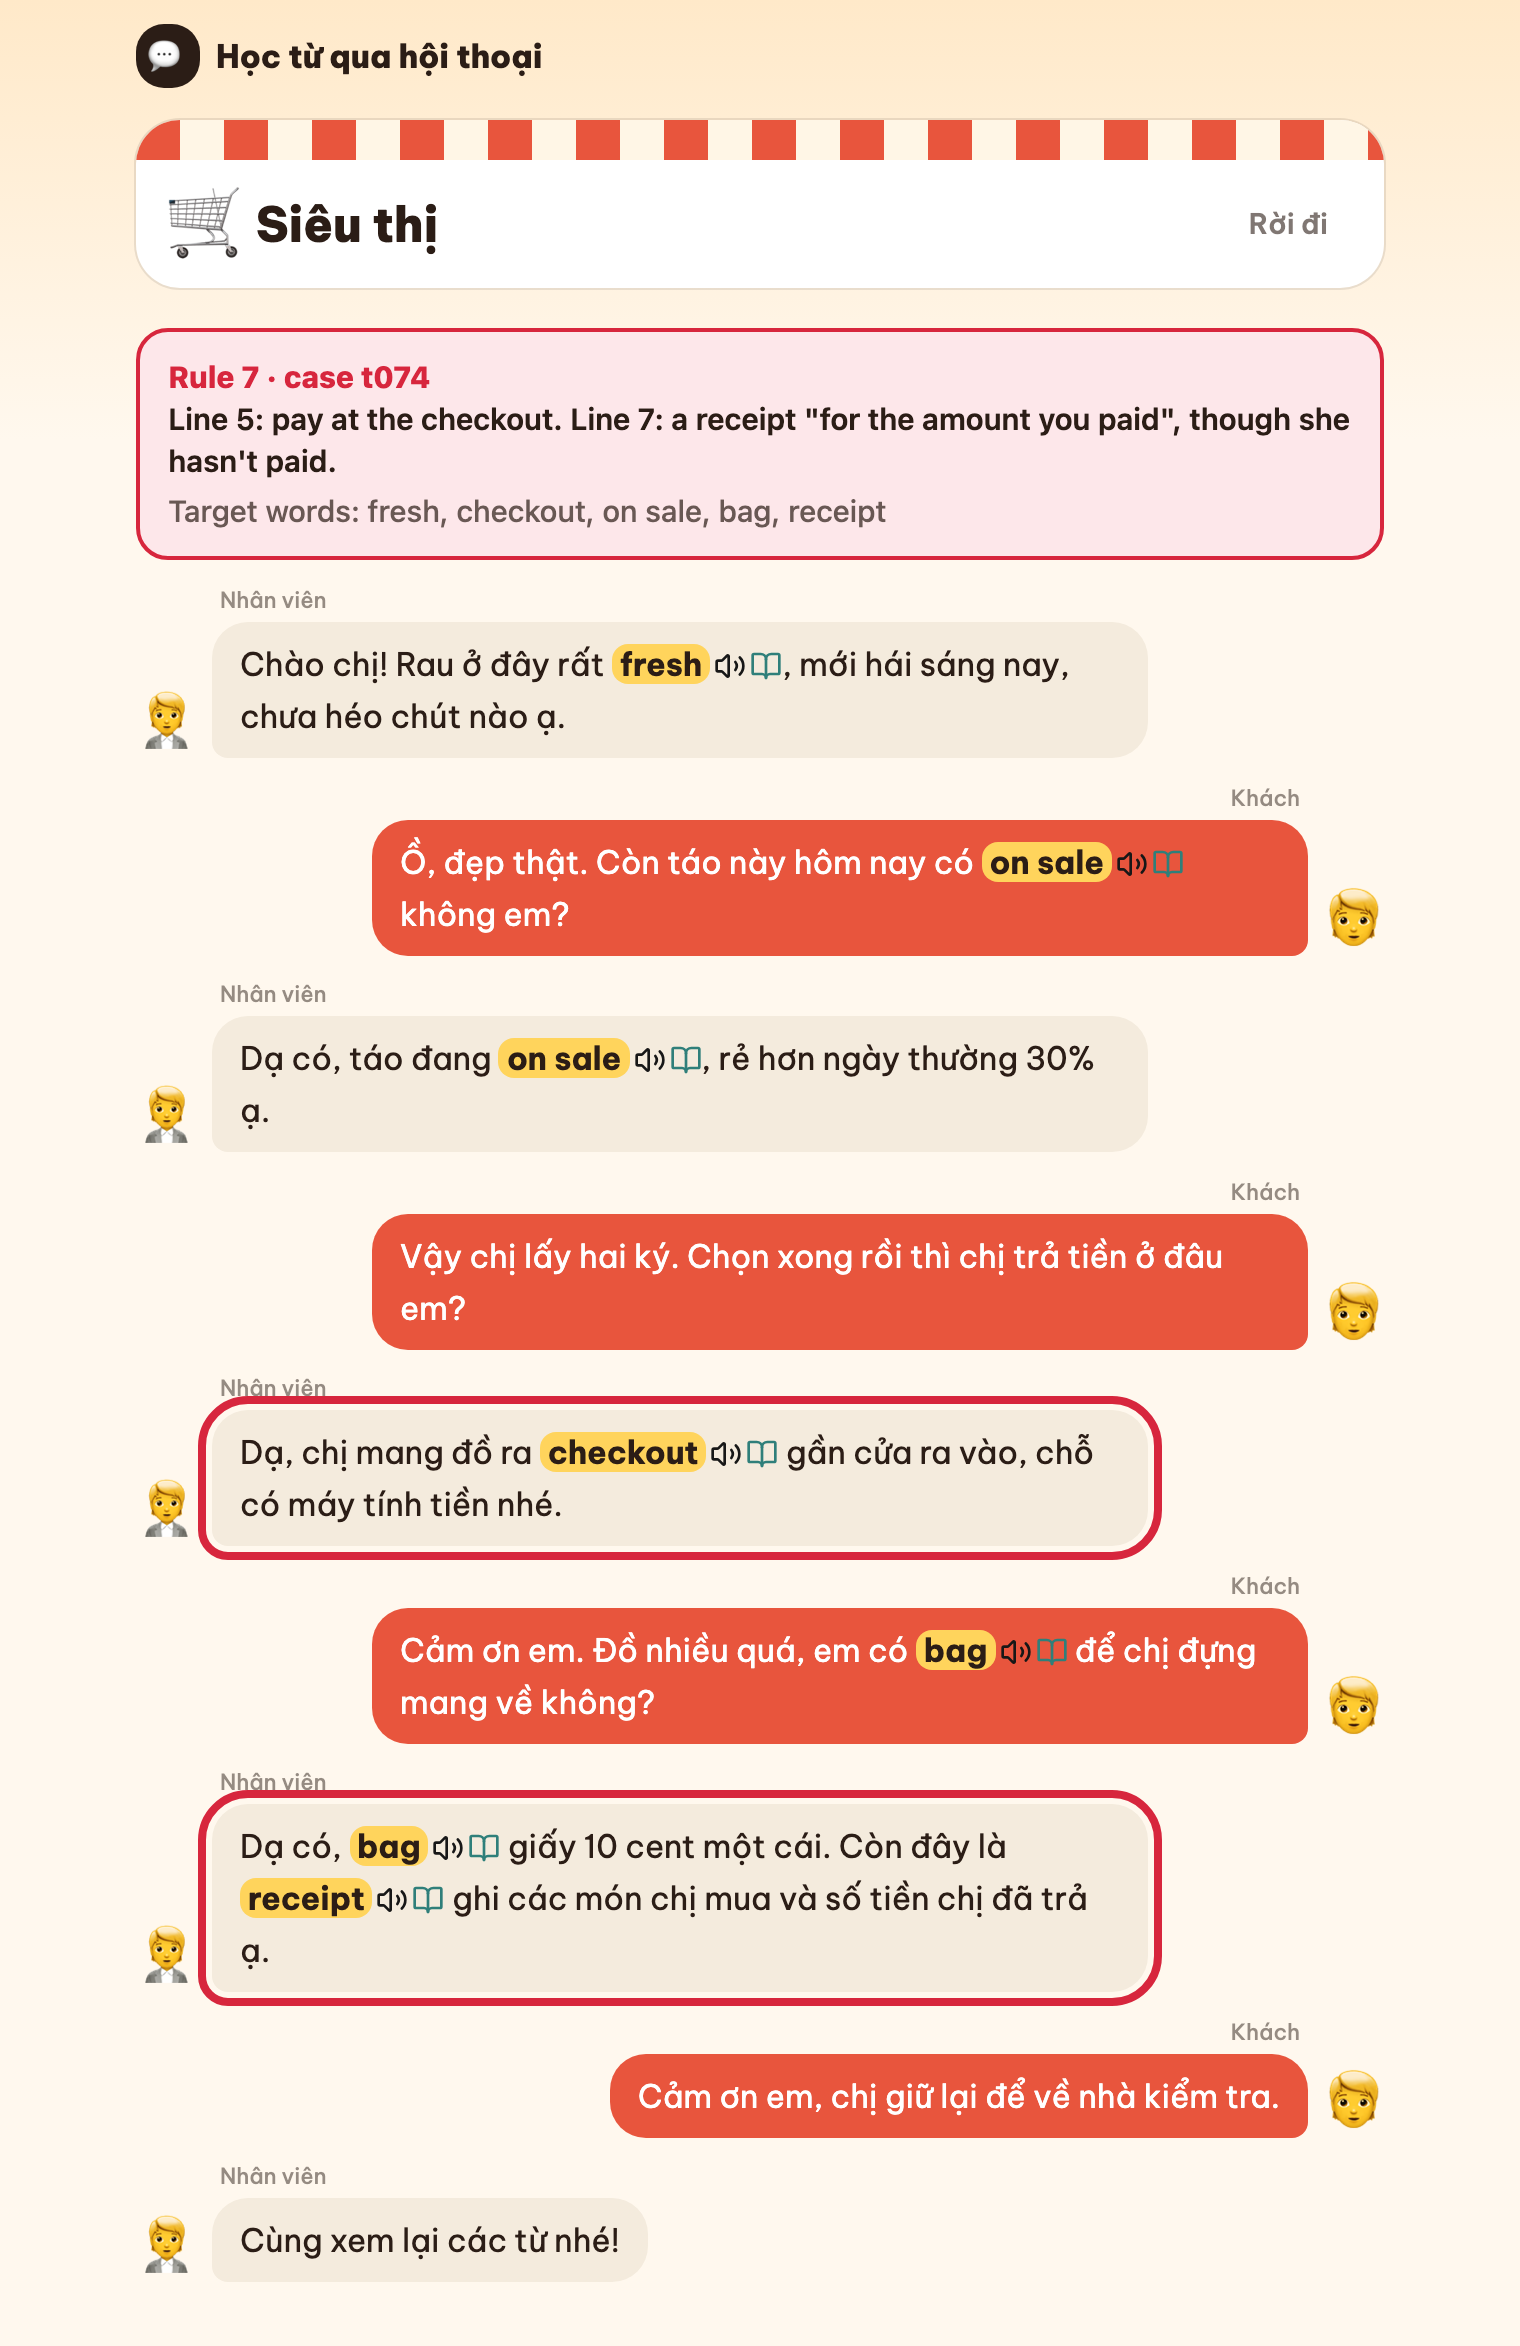 Học từ qua hội thoại
Siêu thị
Rời đi
Rule 7 · case t074
Line 5: pay at the checkout. Line 7: a receipt "for the amount you paid", though she
hasn't paid.
Target words: fresh, checkout, on sale, bag, receipt
Nhân viên
Chào chị! Rau ở đây rất fresh, mới hái sáng nay,
chưa héo chút nào ạ.
Khách
Ồ, đẹp thật. Còn táo này hôm nay có on sale
không em?
Nhân viên
Dạ có, táo đang on sale, rẻ hơn ngày thường 30%
ạ.
Khách
Vậy chị lấy hai ký. Chọn xong rồi thì chị trả tiền ở đâu
em?
Nhân viên
Dạ, chị mang đồ ra checkout gần cửa ra vào, chỗ
có máy tính tiền nhé.
Khách
Cảm ơn em. Đồ nhiều quá, em có bag để chị đựng
mang về không?
Nhân viên
Dạ có, bag giấy 10 cent một cái. Còn đây là
receipt ghi các món chị mua và số tiền chị đã trả
ạ.
Khách
Cảm ơn em, chị giữ lại để về nhà kiểm tra.
Nhân viên
Cùng xem lại các từ nhé!